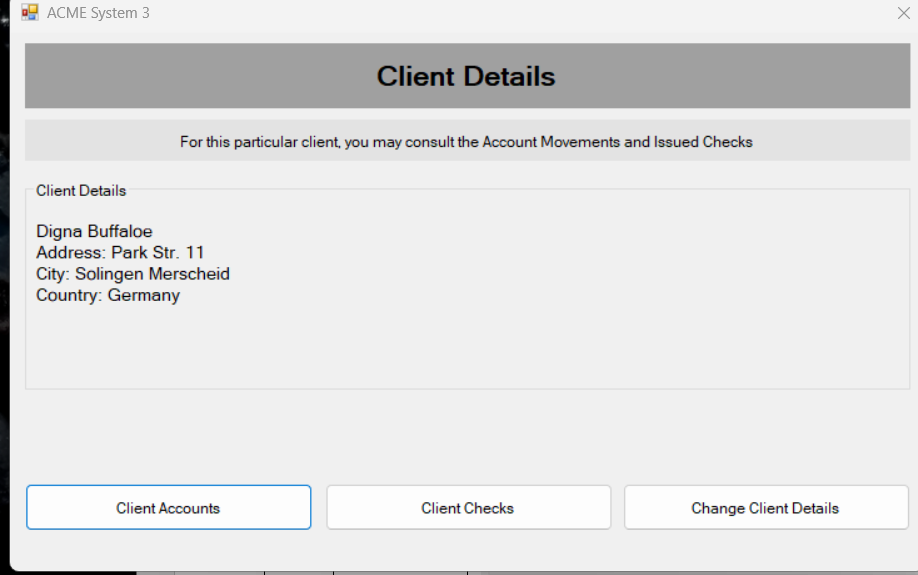 ACME System 3
Client Details
For this particular client, you may consult the Account Movements and Issued Checks
Client Details
Digna Buffaloe
Address: Park Str. 11
City: Solingen Merscheid
Country: Germany
Client Accounts
Client Checks
Change Client Details